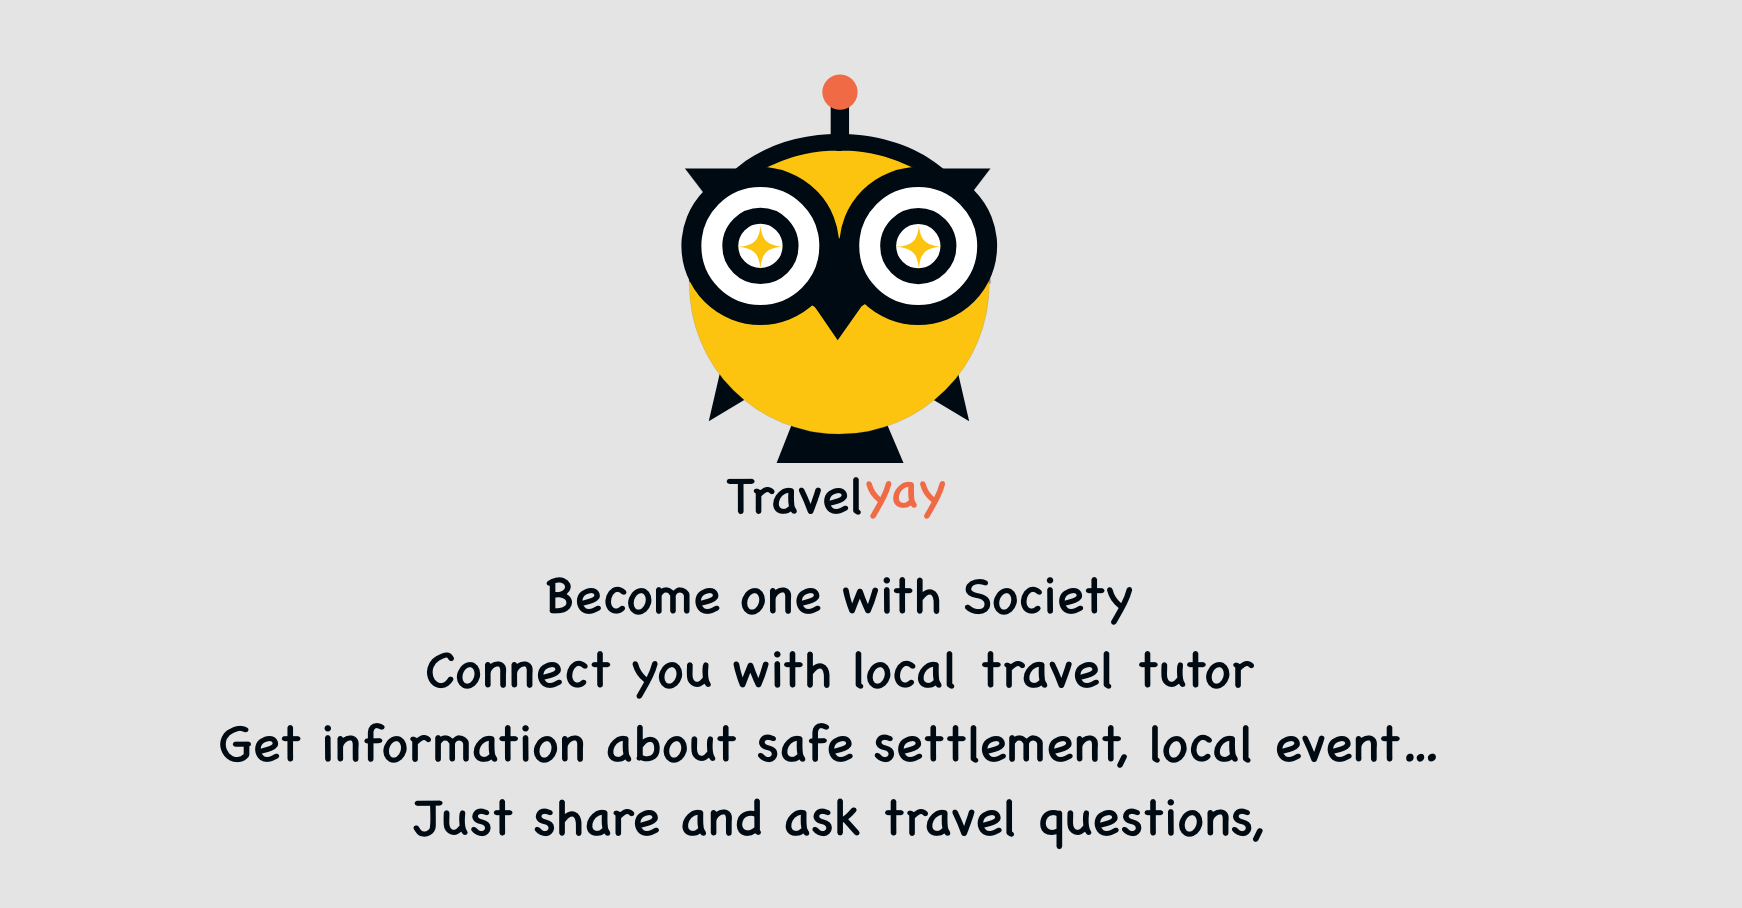 Travelyay
Become one with Society
Connect you with local travel tutor
Get information about safe settlement, local event...
Just share and ask travel questions,